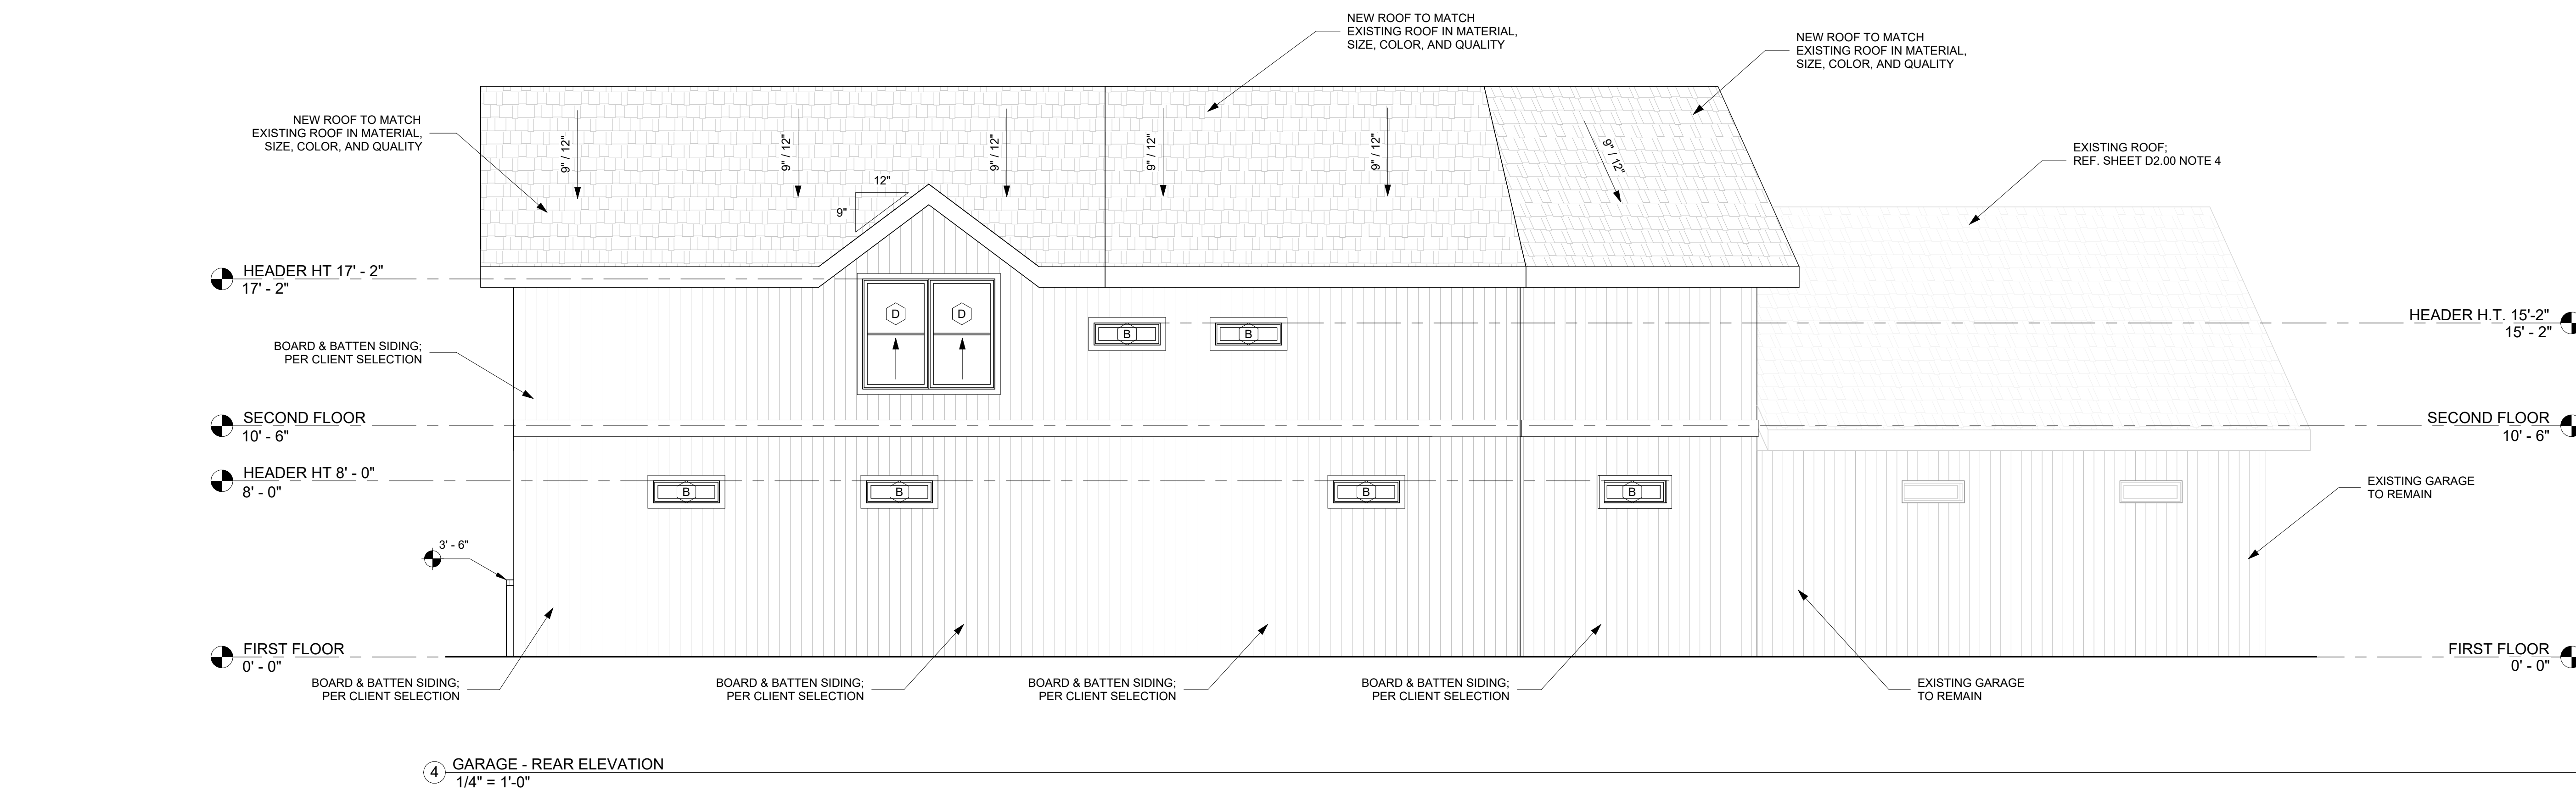 NEW ROOF TO MATCH
EXISTING ROOF IN MATERIAL,
SIZE, COLOR, AND QUALITY
NEW ROOF TO MATCH
EXISTING ROOF IN MATERIAL,
SIZE, COLOR, AND QUALITY
NEW ROOF TO MATCH
EXISTING ROOF IN MATERIAL,
SIZE, COLOR, AND QUALITY
EXISTING ROOF;
REF. SHEET D2.00 NOTE 4
9" / 12"
9" / 12"
9" / 12"
9" / 12"
9" / 12"
9" / 12"
12"
9"
HEADER HT 17' - 2"
17' - 2"
D
D
B
B
HEADER H.T. 15'-2"
15' - 2"
BOARD & BATTEN SIDING;
PER CLIENT SELECTION
SECOND FLOOR
10' - 6"
SECOND FLOOR
10' - 6"
HEADER HT 8' - 0"
8' - 0"
B
B
B
B
EXISTING GARAGE
TO REMAIN
3' - 6"
FIRST FLOOR
0' - 0"
FIRST FLOOR
0' - 0"
BOARD & BATTEN SIDING;
PER CLIENT SELECTION
BOARD & BATTEN SIDING;
PER CLIENT SELECTION
BOARD & BATTEN SIDING;
PER CLIENT SELECTION
BOARD & BATTEN SIDING;
PER CLIENT SELECTION
EXISTING GARAGE
TO REMAIN
4
GARAGE - REAR ELEVATION
1/4" = 1'-0"